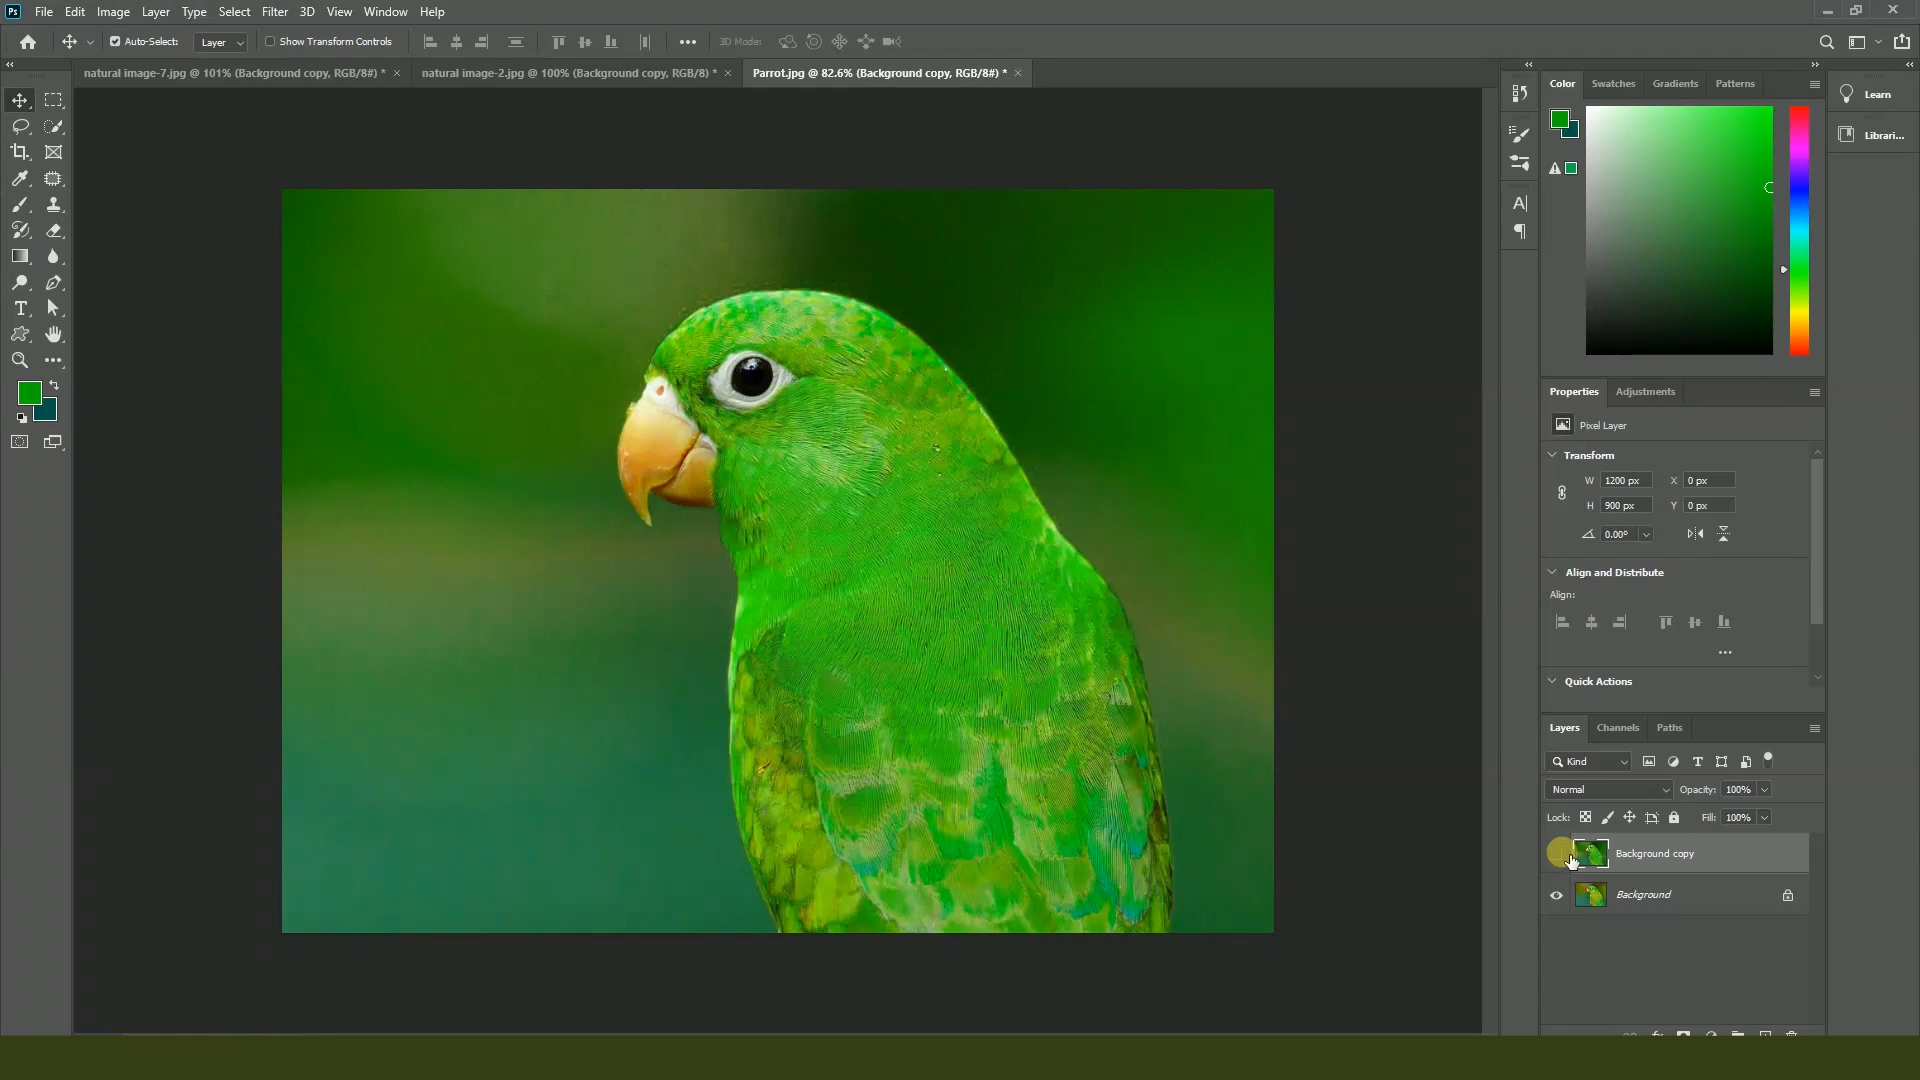 Ps File Edit Image Layer Type Select Filter 3D View Window Help
Auto-Select: Layer Show Transform Controls 3D Mode:
natural image-7.jpg @ 101% (Background copy, RGB/8#) * natural image-2.jpg @ 100% (Background copy, RGB/8) * Parrot.jpg @ 82.6% (Background copy, RGB/8#) *
Color Swatches Gradients Patterns
Learn
Librari...
Properties Adjustments
Pixel Layer
Transform
W 1200 px X 0 px
H 900 px Y 0 px
0.00°
Align and Distribute
Align:
Quick Actions
Layers Channels Paths
Kind
Normal Opacity: 100%
Lock: Fill: 100%
Background copy
Background